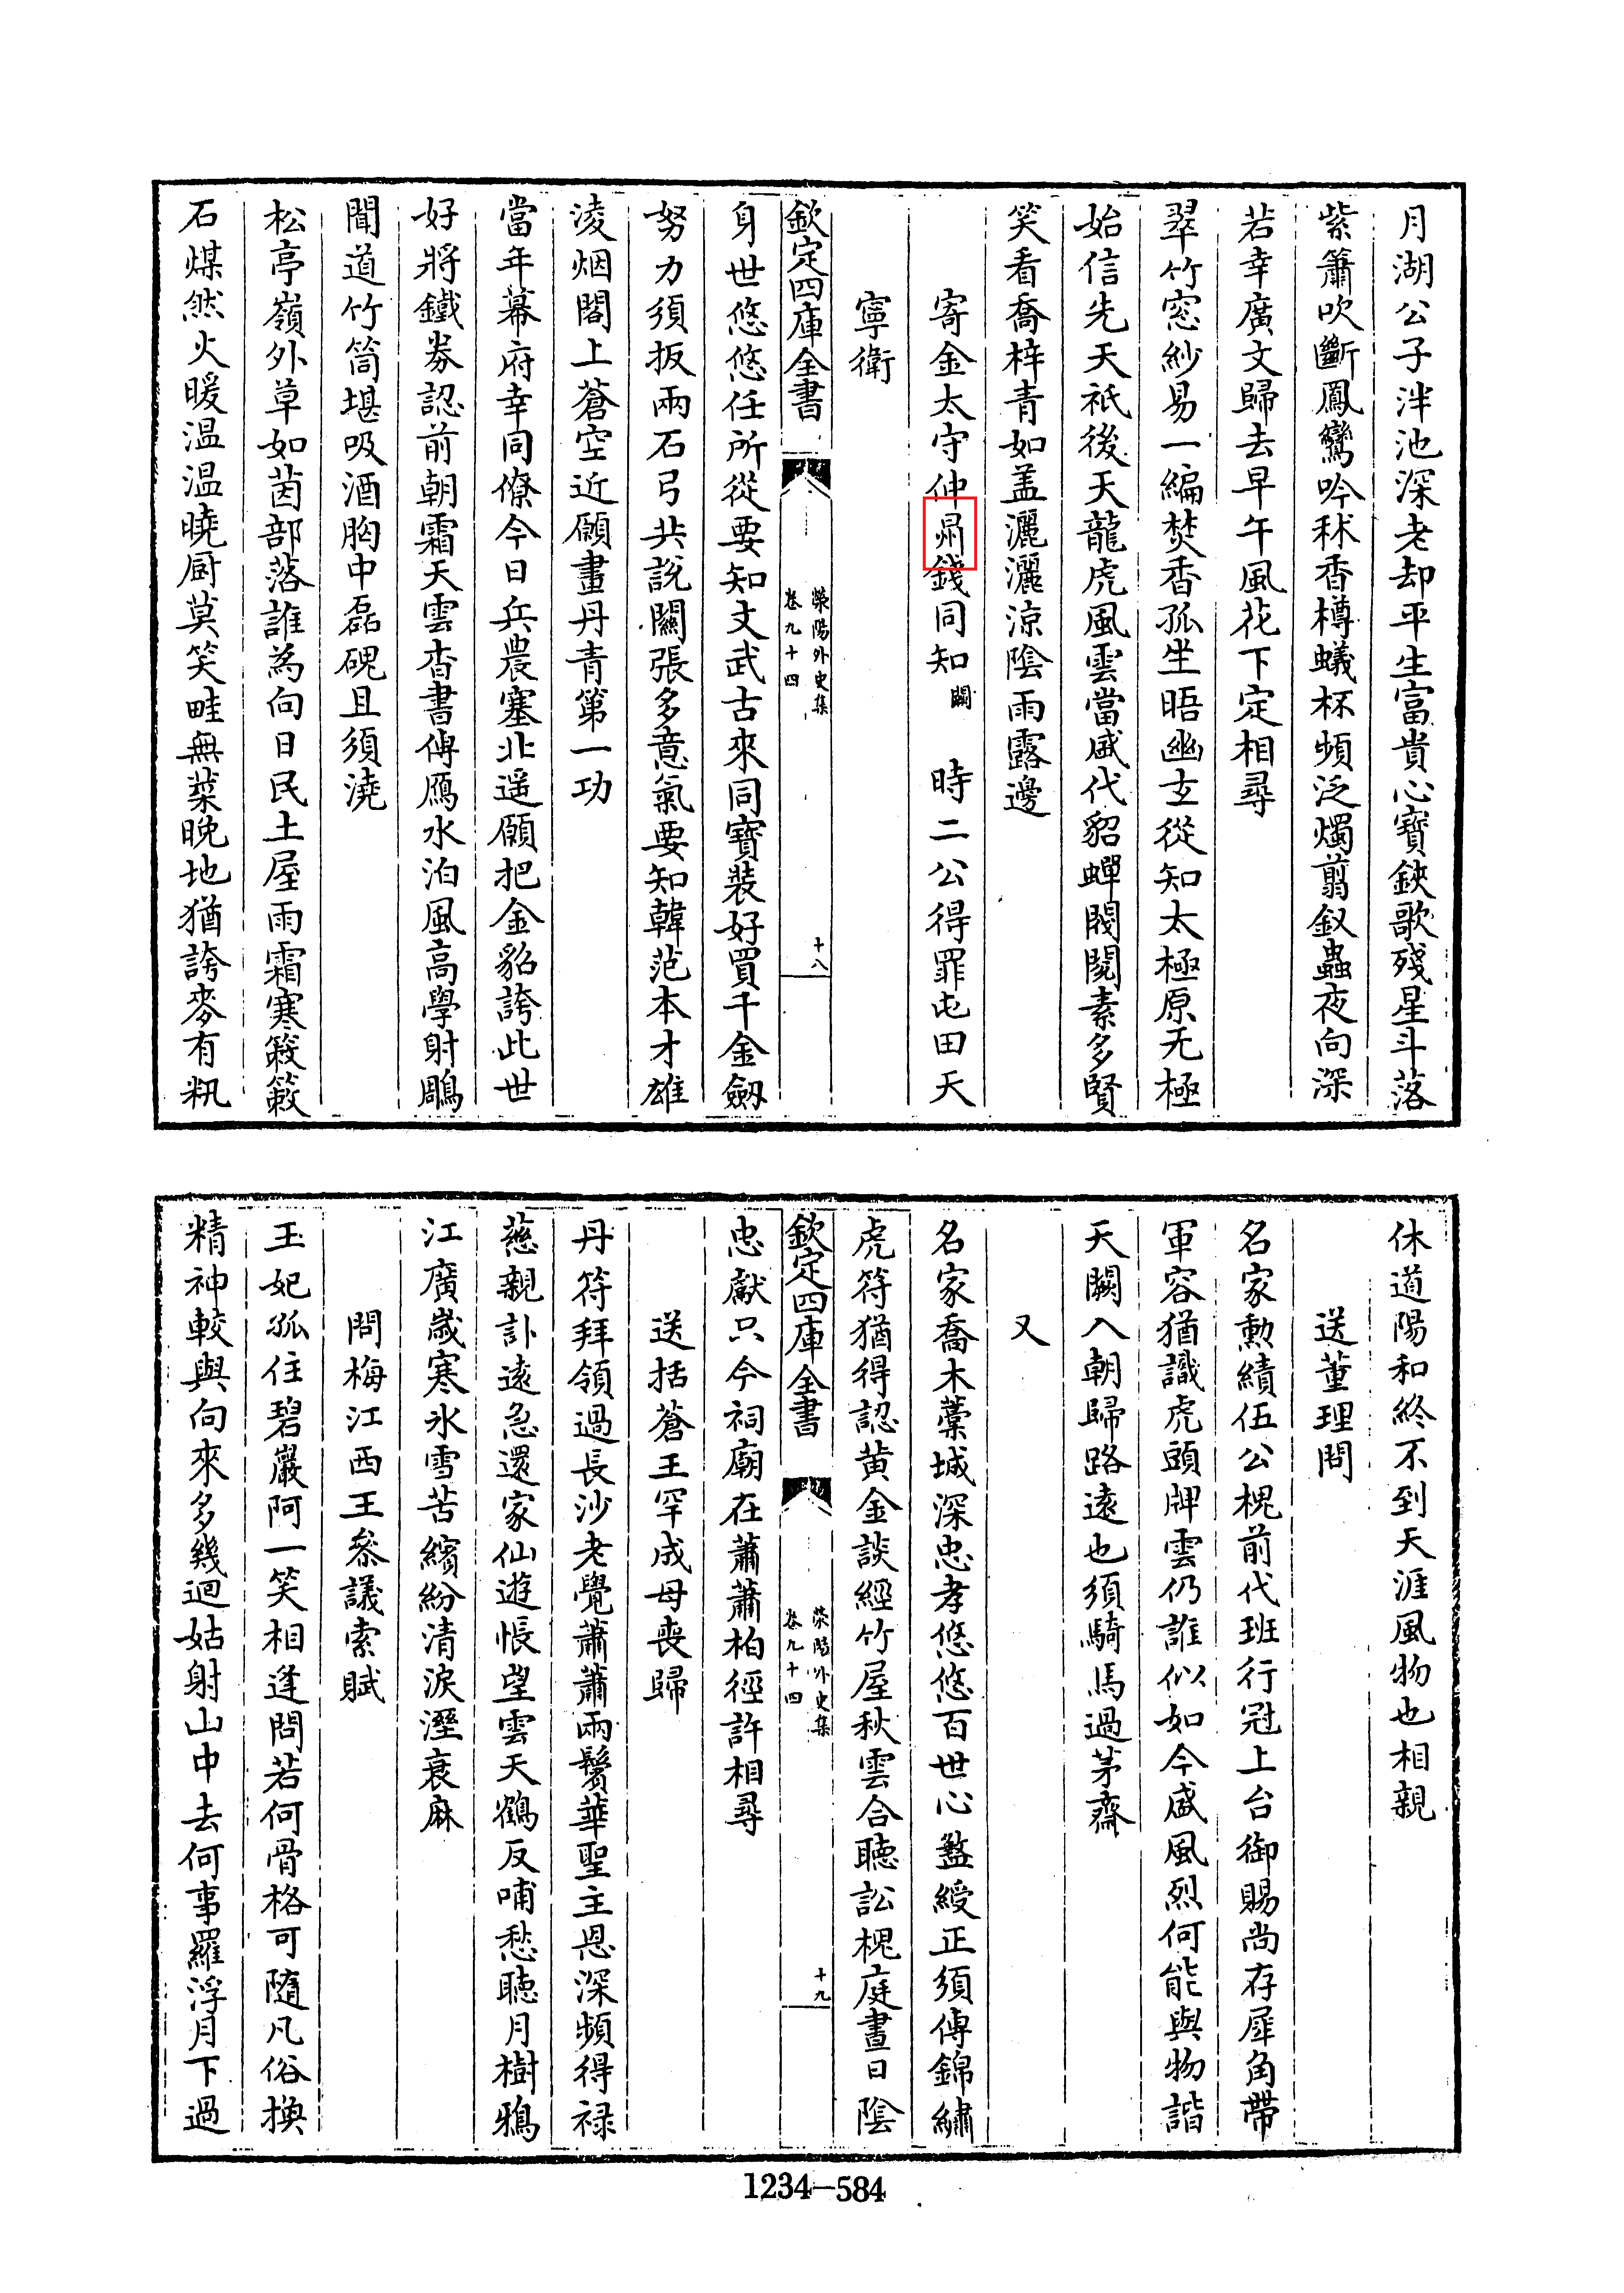 月湖公子泮池深老却平生富貴心寶鋏歌殘星斗落
紫簫吹斷鳳鸞吟秫香樽蟻杯頻泛燭翦釵蟲夜向深
若幸廣文歸去早午風花下定相尋
翠竹窓紗易一編焚香孤坐晤幽玄從知太極原无極
始信先天祇後天龍虎風雲當盛代貂蟬閥閱素多賢
笑看喬梓青如盖灑灑涼陰雨露邊
寄金太守仲錢同知闕 時二公得罪屯田天
寧衛
欽定四庫全書 滎陽外史集 卷九十四 十八
身世悠悠任所從要知文武古來同寶裝好買千金劔
努力須扳兩石弓共説關張多意氣要知韓范本才雄
淩烟閣上蒼空近願畫丹青第一功
當年幕府幸同僚今日兵農塞北遥願把金貂誇此世
好將鐵券認前朝霜天雲杳書傳鴈水泊風高學射鵰
聞道竹筒堪吸酒胸中磊磈且須澆
松亭嶺外草如茵部落誰為向日民土屋雨霜寒簌簌
石煤然火暖温温曉厨莫笑畦無菜晚地猶誇麥有籸
休道陽和終不到天涯風物也相親
送董理問
名家勲績伍公槐前代班行冠上台御賜尚存犀角帶
軍容猶識虎頭牌雲仍誰似如今盛風烈何能與物諧
天闕入朝歸路遠也須騎馬過茅齋
又
名家喬木藁城深忠孝悠悠百世心盭綬正須傳錦繡
虎符猶得認黄金談經竹屋秋雲合聴訟槐庭晝日陰
欽定四庫全書 滎陽外史集 卷九十四 十九
忠獻只今祠廟在蕭蕭柏徑許相尋
送括蒼王罕成母喪歸
丹符拜領過長沙老覺蕭蕭兩鬢華聖主恩深頻得禄
慈親訃遠急還家仙遊悵望雲天鶴反哺愁聴月樹鴉
江廣嵗寒氷雪苦繽紛清淚溼衰麻
問梅江西王叅議索賦
玉妃孤住碧巖阿一笑相逢問若何骨格可隨凡俗換
精神較與向來多幾迴姑射山中去何事羅浮月下過
1234-584